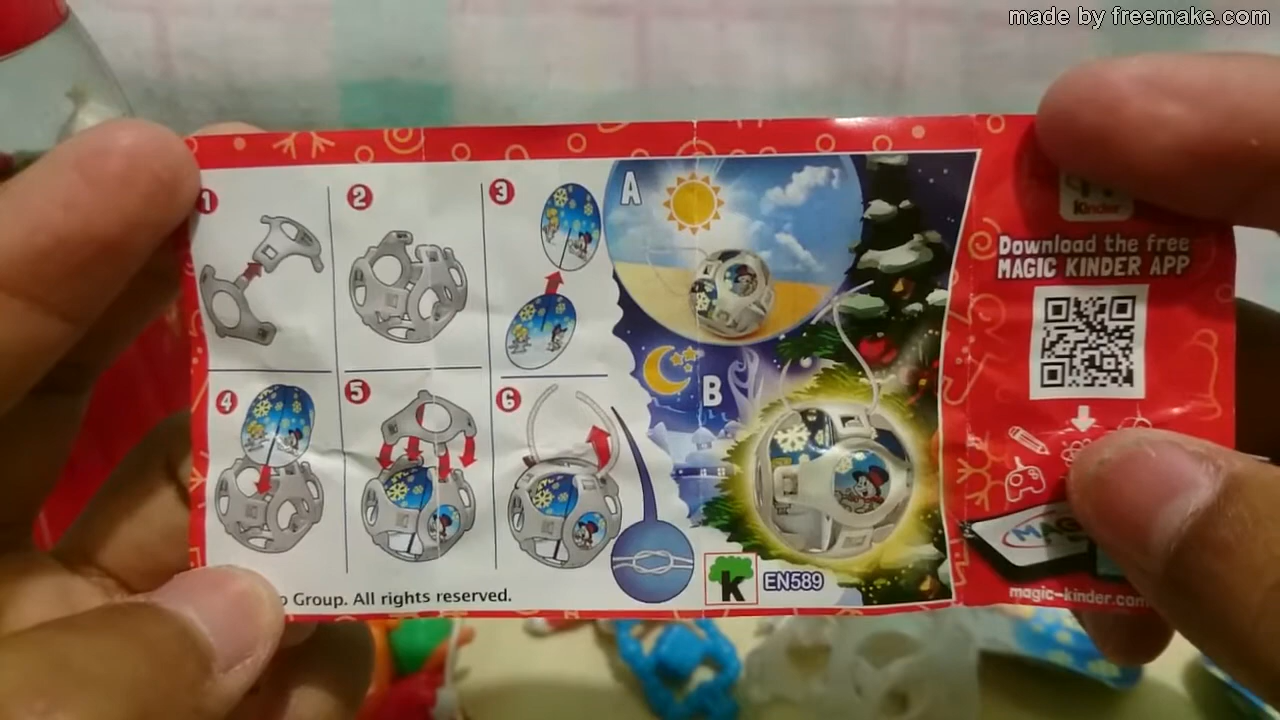 made by freemake.com
1
2
3
4
5
6
A
B
Kinder
Download the free
MAGIC KINDER APP
K
EN589
Group. All rights reserved.
magic-kinder.com